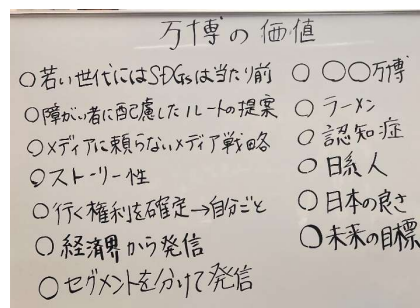 万博の価値
○若い世代にはSDGsは当たり前
○障がい者に配慮したルートの提案
○メディアに頼らないメディア戦略
○ストーリー性
○行く権利を確定→自分ごと
○経済界から発信
○セグメントを分けて発信
○ ○○万博
○ラーメン
○認知症
○日系人
○日本の良さ
○未来の目標